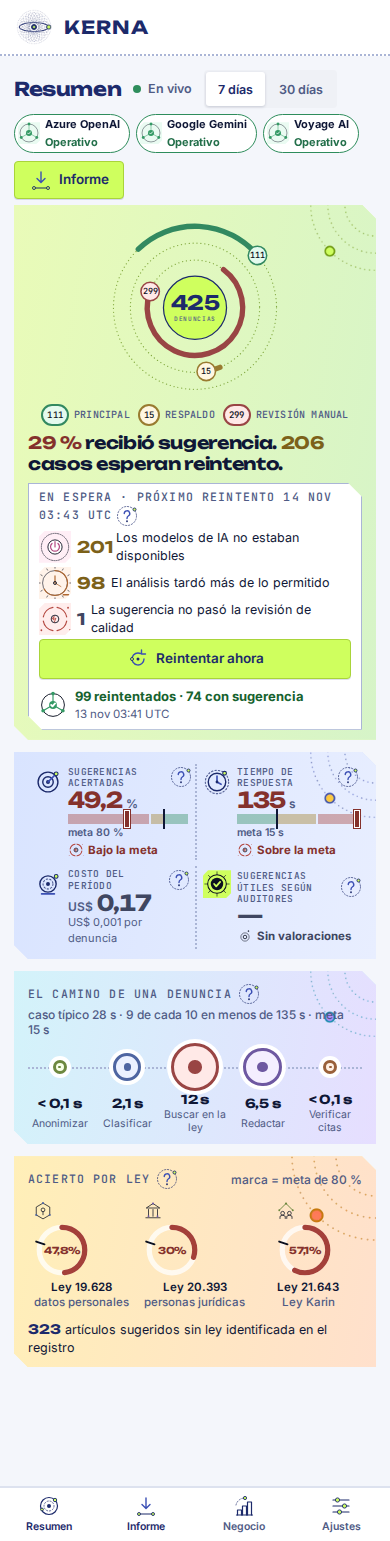 KERNA
Resumen En vivo 7 días 30 días
Azure OpenAI Google Gemini Voyage AI
Operativo Operativo Operativo
Informe
111
299
425
DENUNCIAS
15
111 PRINCIPAL 15 RESPALDO 299 REVISIÓN MANUAL
29 % recibió sugerencia. 206
casos esperan reintento.
EN ESPERA · PRÓXIMO REINTENTO 14 NOV
03:43 UTC ?
201 Los modelos de IA no estaban
disponibles
98 El análisis tardó más de lo permitido
1 La sugerencia no pasó la revisión de
calidad
Reintentar ahora
99 reintentados · 74 con sugerencia
13 nov 03:41 UTC
SUGERENCIAS
ACERTADAS ?
49,2 %
meta 80 %
Bajo la meta
TIEMPO DE
RESPUESTA ?
135 s
meta 15 s
Sobre la meta
COSTO DEL
PERÍODO ?
US$ 0,17
US$ 0,001 por
denuncia
SUGERENCIAS
ÚTILES SEGÚN
AUDITORES ?
—
Sin valoraciones
EL CAMINO DE UNA DENUNCIA ?
caso típico 28 s · 9 de cada 10 en menos de 135 s · meta
15 s
< 0,1 s 2,1 s 12 s 6,5 s < 0,1 s
Anonimizar Clasificar Buscar en la ley Redactar Verificar citas
ACIERTO POR LEY ? marca = meta de 80 %
47,8% 30% 57,1%
Ley 19.628 Ley 20.393 Ley 21.643
datos personales personas jurídicas Ley Karin
323 artículos sugeridos sin ley identificada en el
registro
Resumen Informe Negocio Ajustes